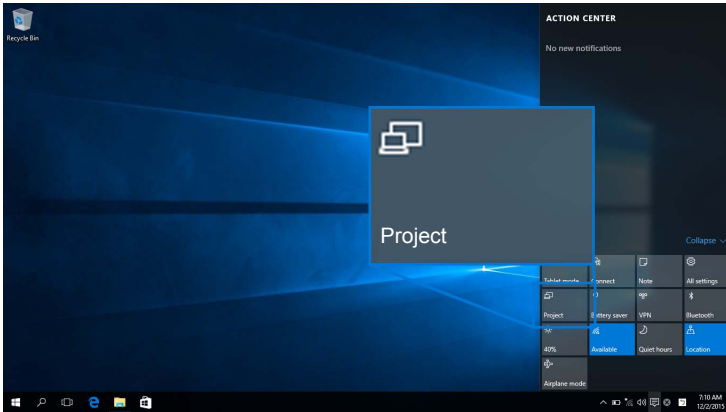 Recycle Bin
ACTION CENTER
No new notifications
Project
Collapse
Tablet mode
Connect
Note
All settings
Project
Battery saver
VPN
Bluetooth
40%
Available
Quiet hours
Location
Airplane mode
7:10 AM
12/2/2015